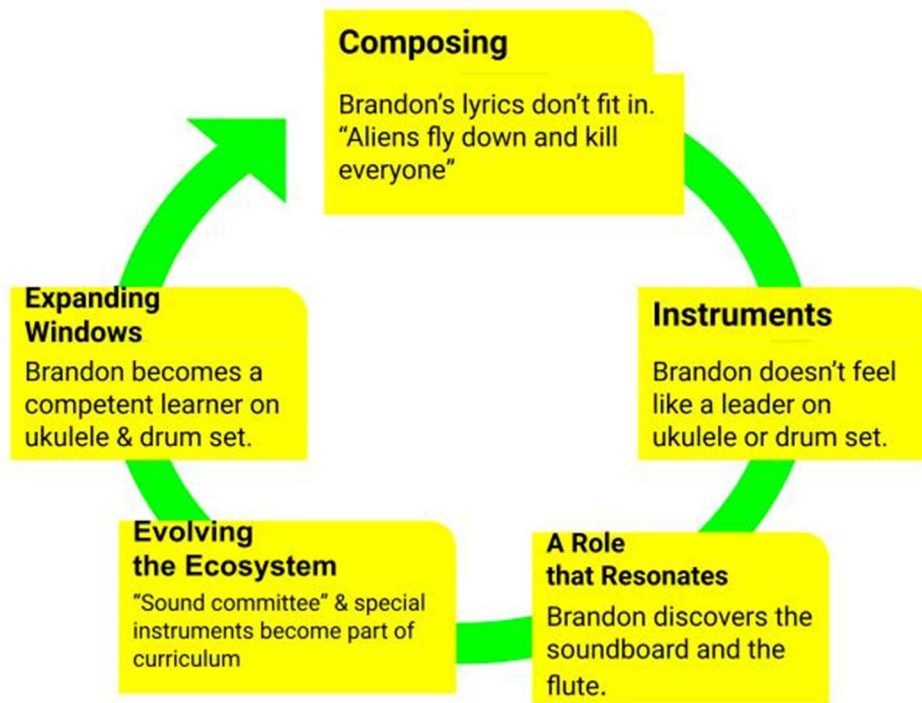 Composing
Brandon’s lyrics don’t fit in.
“Aliens fly down and kill
everyone”
Instruments
Brandon doesn’t feel
like a leader on
ukulele or drum set.
A Role
that Resonates
Brandon discovers the
soundboard and the
flute.
Evolving
the Ecosystem
“Sound committee” & special
instruments become part of
curriculum
Expanding
Windows
Brandon becomes a
competent learner on
ukulele & drum set.